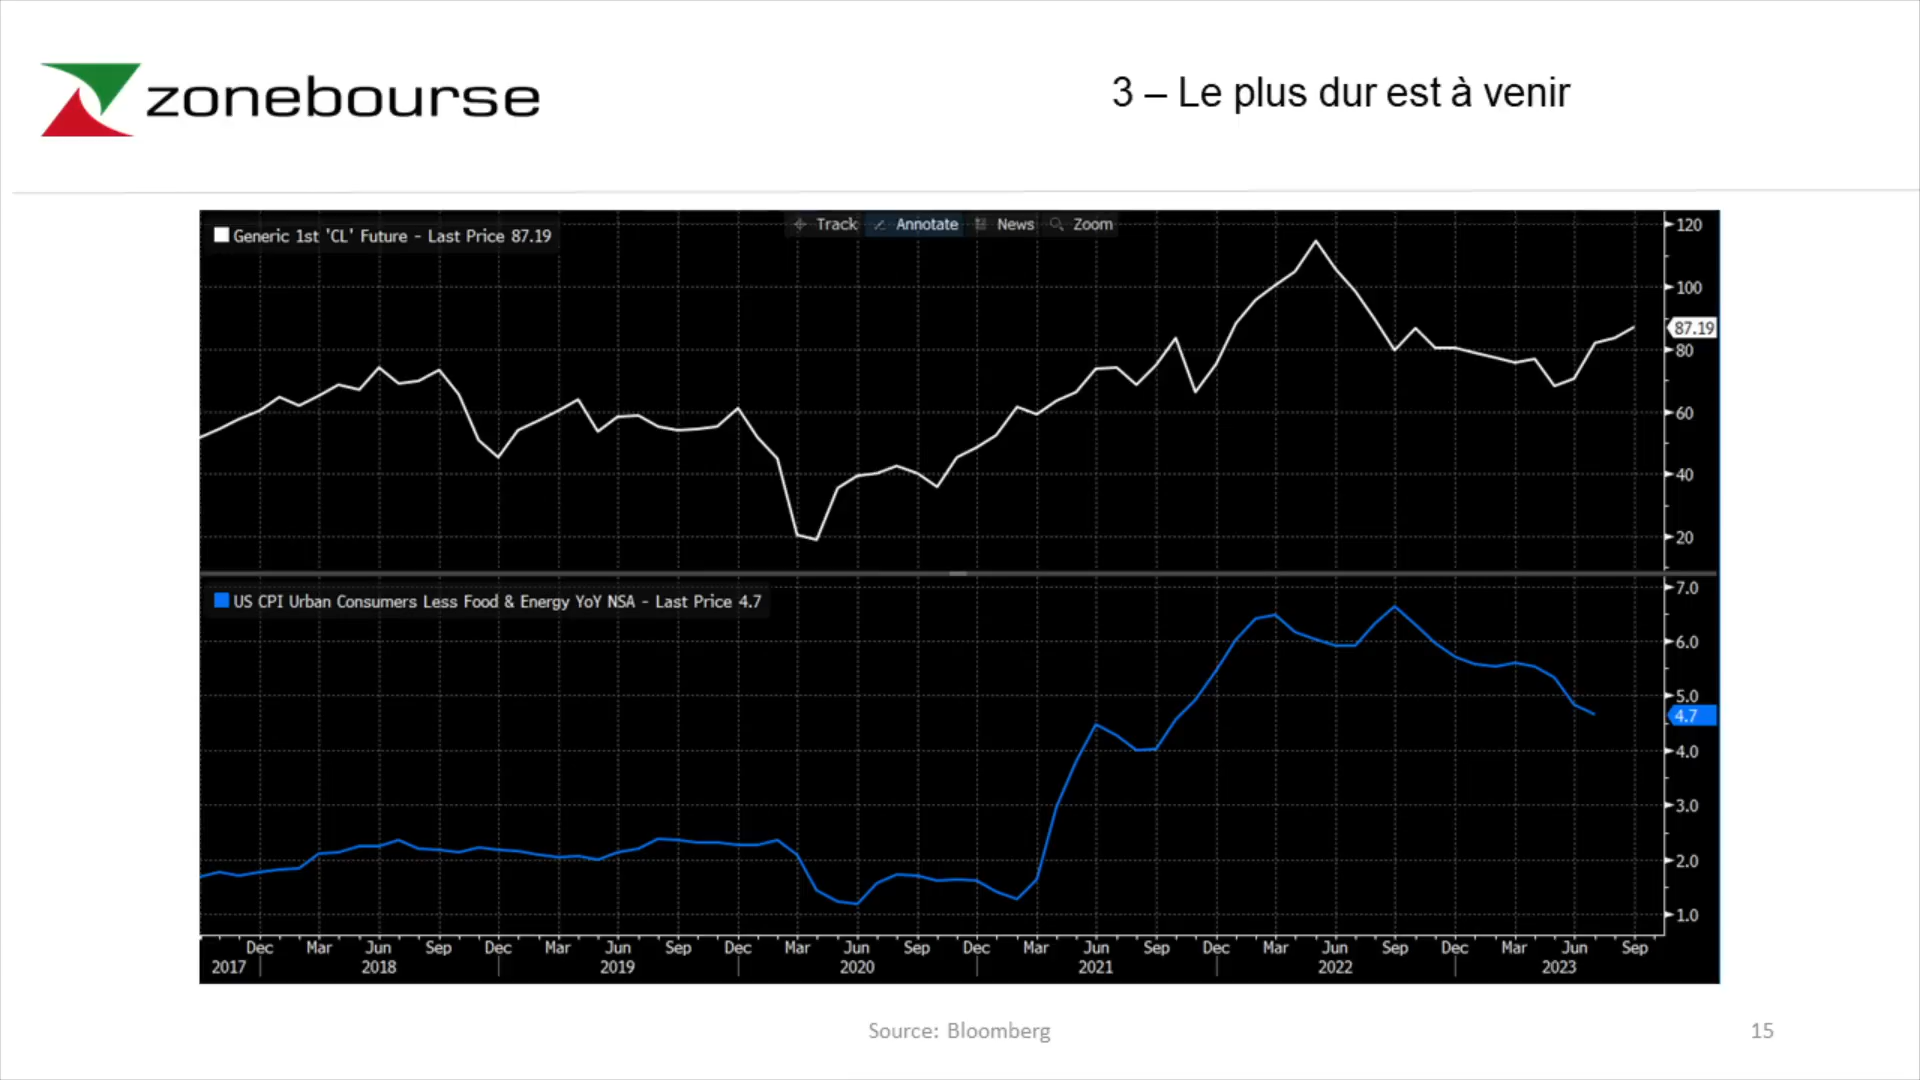 zonebourse
3 – Le plus dur est à venir
Generic 1st 'CL' Future - Last Price 87.19
Track Annotate News Zoom
120
100
87.19
80
60
40
20
US CPI Urban Consumers Less Food & Energy YoY NSA - Last Price 4.7
7.0
6.0
5.0
4.7
4.0
3.0
2.0
1.0
Dec Mar Jun Sep Dec Mar Jun Sep Dec Mar Jun Sep Dec Mar Jun Sep Dec Mar Jun Sep Dec Mar Jun Sep
2017 2018 2019 2020 2021 2022 2023
Source: Bloomberg
15